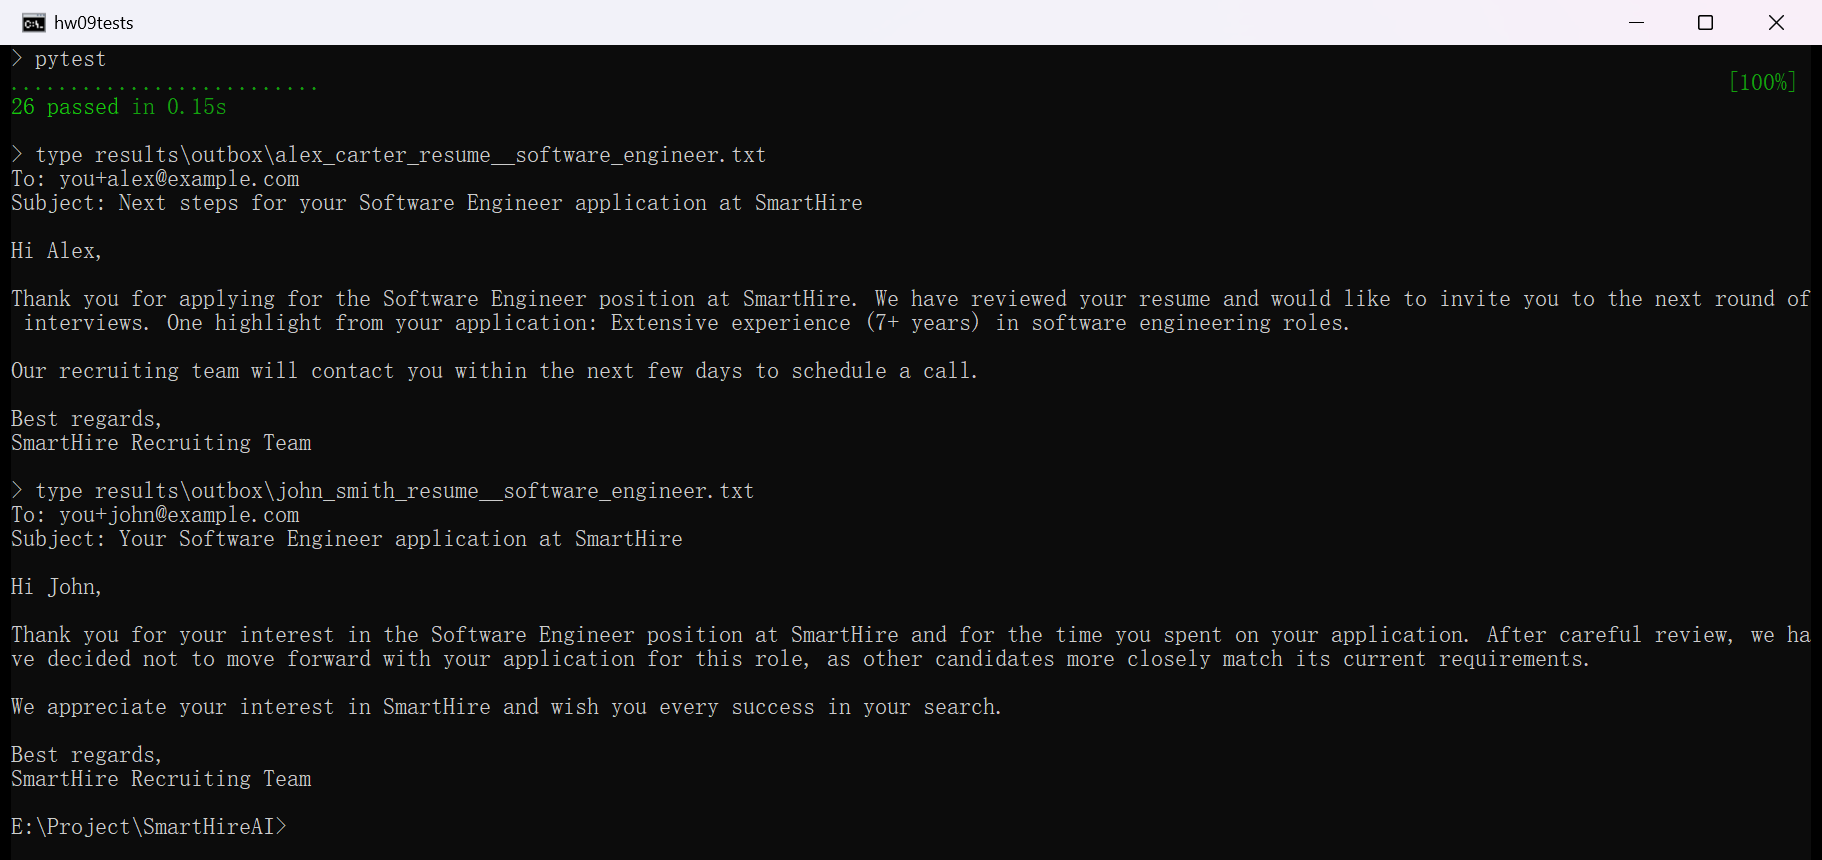 hw09tests
> pytest
.......................... [100%]
26 passed in 0.15s
> type results\outbox\alex_carter_resume__software_engineer.txt
To: you+alex@example.com
Subject: Next steps for your Software Engineer application at SmartHire
Hi Alex,
Thank you for applying for the Software Engineer position at SmartHire. We have reviewed your resume and would like to invite you to the next round of
interviews. One highlight from your application: Extensive experience (7+ years) in software engineering roles.
Our recruiting team will contact you within the next few days to schedule a call.
Best regards,
SmartHire Recruiting Team
> type results\outbox\john_smith_resume__software_engineer.txt
To: you+john@example.com
Subject: Your Software Engineer application at SmartHire
Hi John,
Thank you for your interest in the Software Engineer position at SmartHire and for the time you spent on your application. After careful review, we ha
ve decided not to move forward with your application for this role, as other candidates more closely match its current requirements.
We appreciate your interest in SmartHire and wish you every success in your search.
Best regards,
SmartHire Recruiting Team
E:\Project\SmartHireAI>